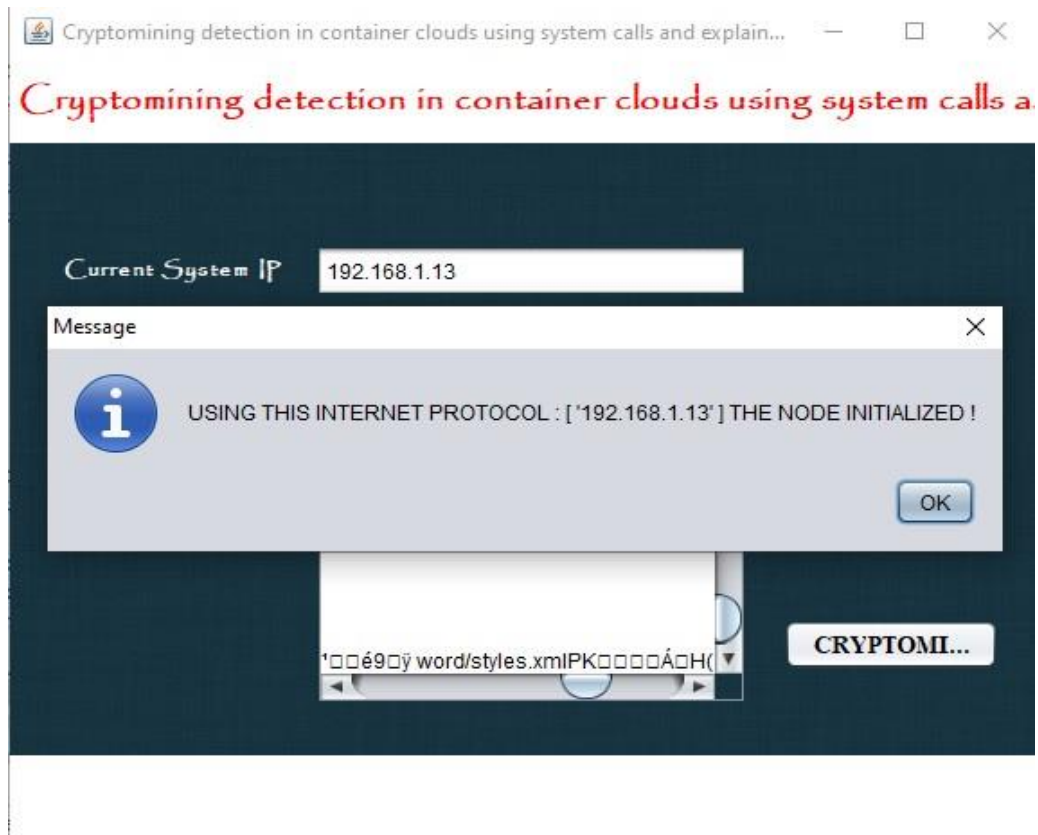 Cryptomining detection in container clouds using system calls and explain...
Cryptomining detection in container clouds using system calls a
Current System IP
192.168.1.13
Message
USING THIS INTERNET PROTOCOL : [ '192.168.1.13' ] THE NODE INITIALIZED !
OK
word/styles.xmlPK
CRYPTOMI...